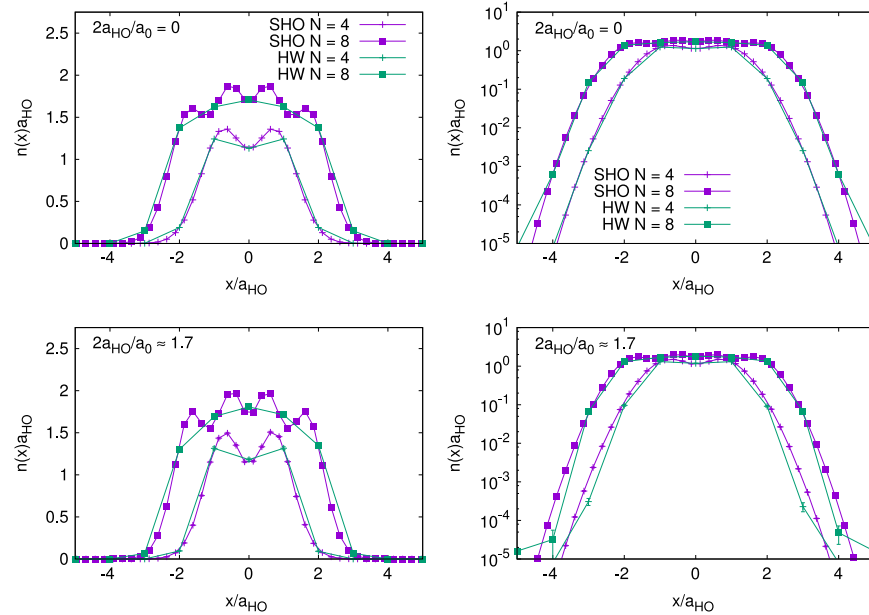 2a_HO/a_0 = 0
SHO N = 4
SHO N = 8
HW N = 4
HW N = 8
n(x)a_HO
2.5
2
1.5
1
0.5
0
-4 -2 0 2 4
x/a_HO
2a_HO/a_0 = 0
SHO N = 4
SHO N = 8
HW N = 4
HW N = 8
n(x)a_HO
10^1
10^0
10^-1
10^-2
10^-3
10^-4
10^-5
-4 -2 0 2 4
x/a_HO
2a_HO/a_0 ≈ 1.7
n(x)a_HO
2.5
2
1.5
1
0.5
0
-4 -2 0 2 4
x/a_HO
2a_HO/a_0 ≈ 1.7
n(x)a_HO
10^1
10^0
10^-1
10^-2
10^-3
10^-4
10^-5
-4 -2 0 2 4
x/a_HO